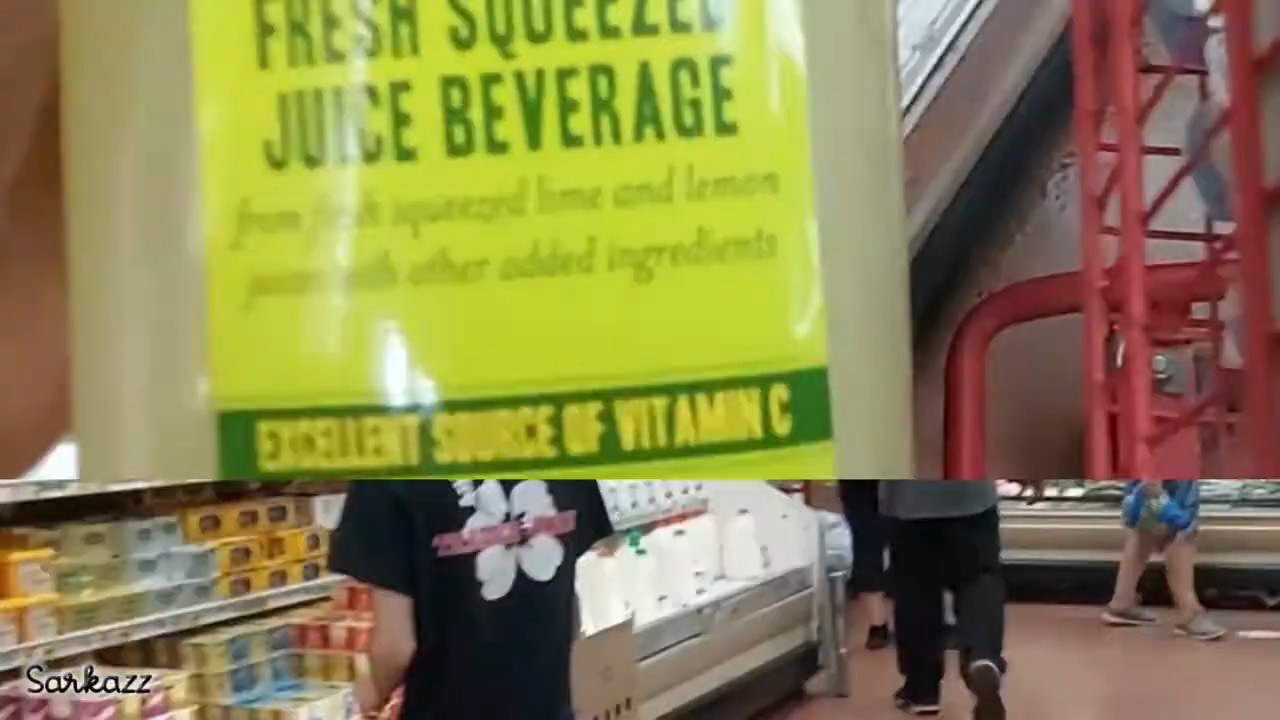 FRESH SQUEEZED
JUICE BEVERAGE
from fresh squeezed lime and lemon
juices with other added ingredients
EXCELLENT SOURCE OF VITAMIN C
Sarkazz